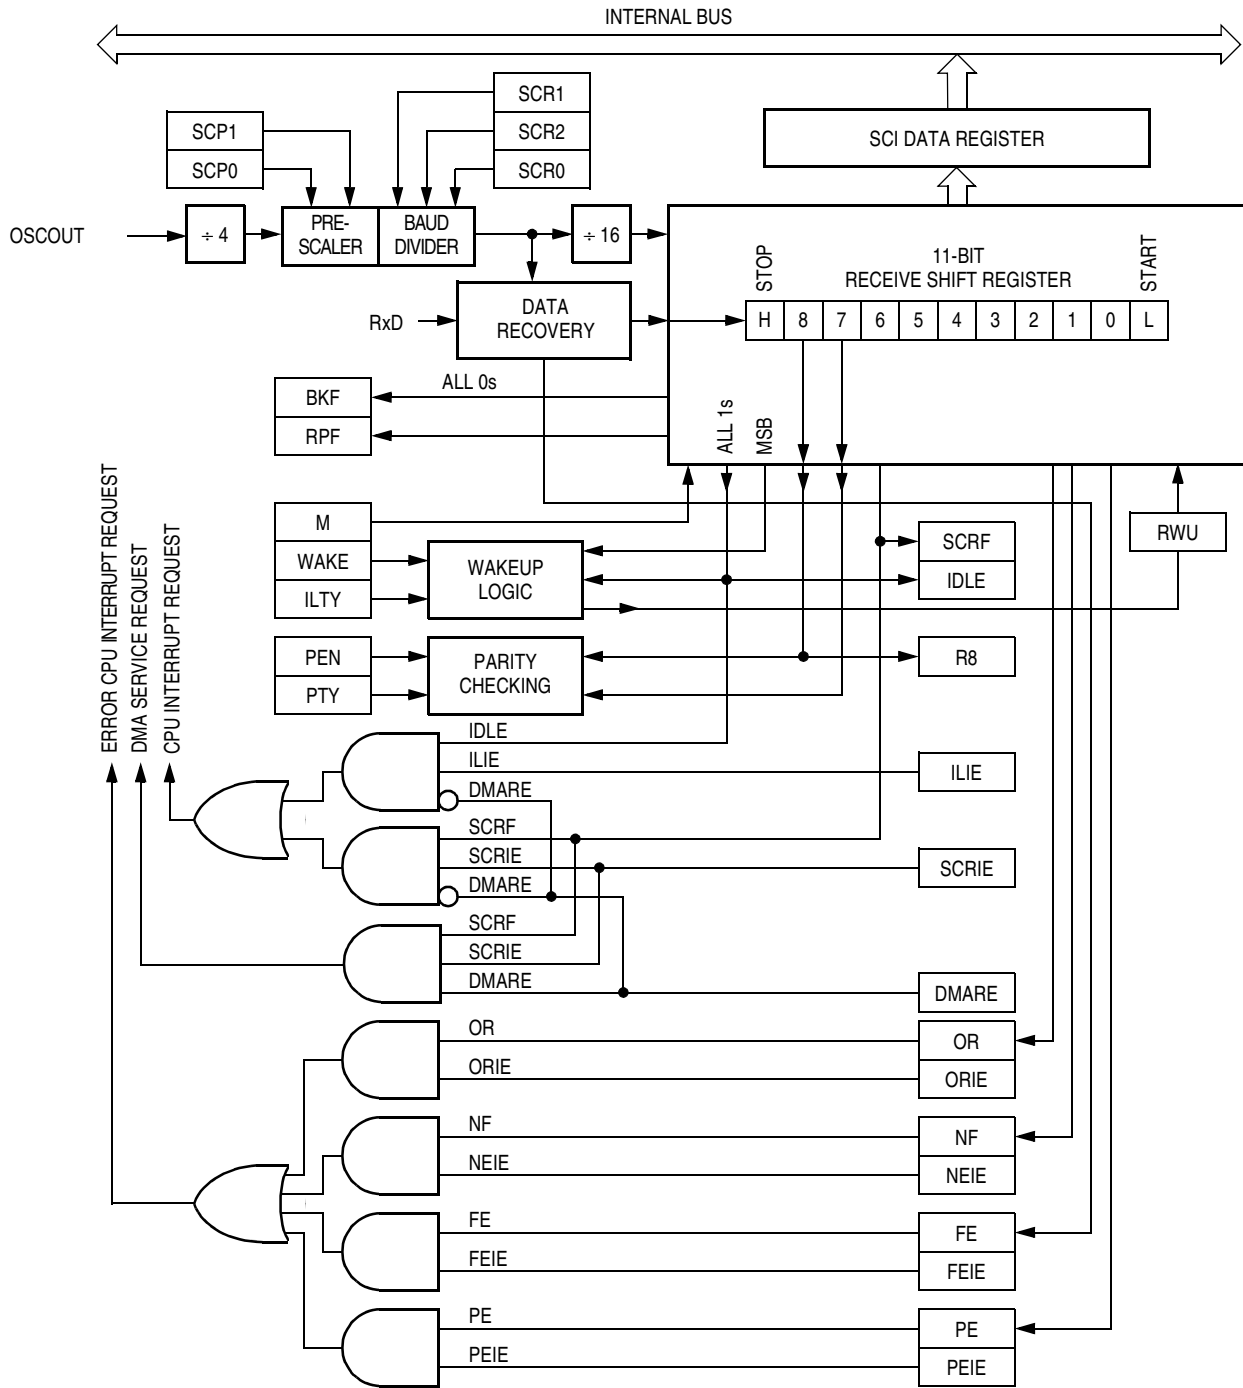 INTERNAL BUS
SCR1
SCR2
SCR0
SCP1
SCP0
SCI DATA REGISTER
OSCOUT
÷ 4
PRE-
SCALER
BAUD
DIVIDER
÷ 16
RxD
DATA
RECOVERY
11-BIT
RECEIVE SHIFT REGISTER
STOP
START
H 8 7 6 5 4 3 2 1 0 L
ALL 0s
BKF
RPF
ALL 1s
MSB
M
WAKE
ILTY
WAKEUP
LOGIC
SCRF
IDLE
RWU
PEN
PTY
PARITY
CHECKING
R8
ERROR CPU INTERRUPT REQUEST
DMA SERVICE REQUEST
CPU INTERRUPT REQUEST
IDLE
ILIE
DMARE
ILIE
SCRF
SCRIE
DMARE
SCRIE
SCRF
SCRIE
DMARE
DMARE
OR
ORIE
OR
ORIE
NF
NEIE
NF
NEIE
FE
FEIE
FE
FEIE
PE
PEIE
PE
PEIE